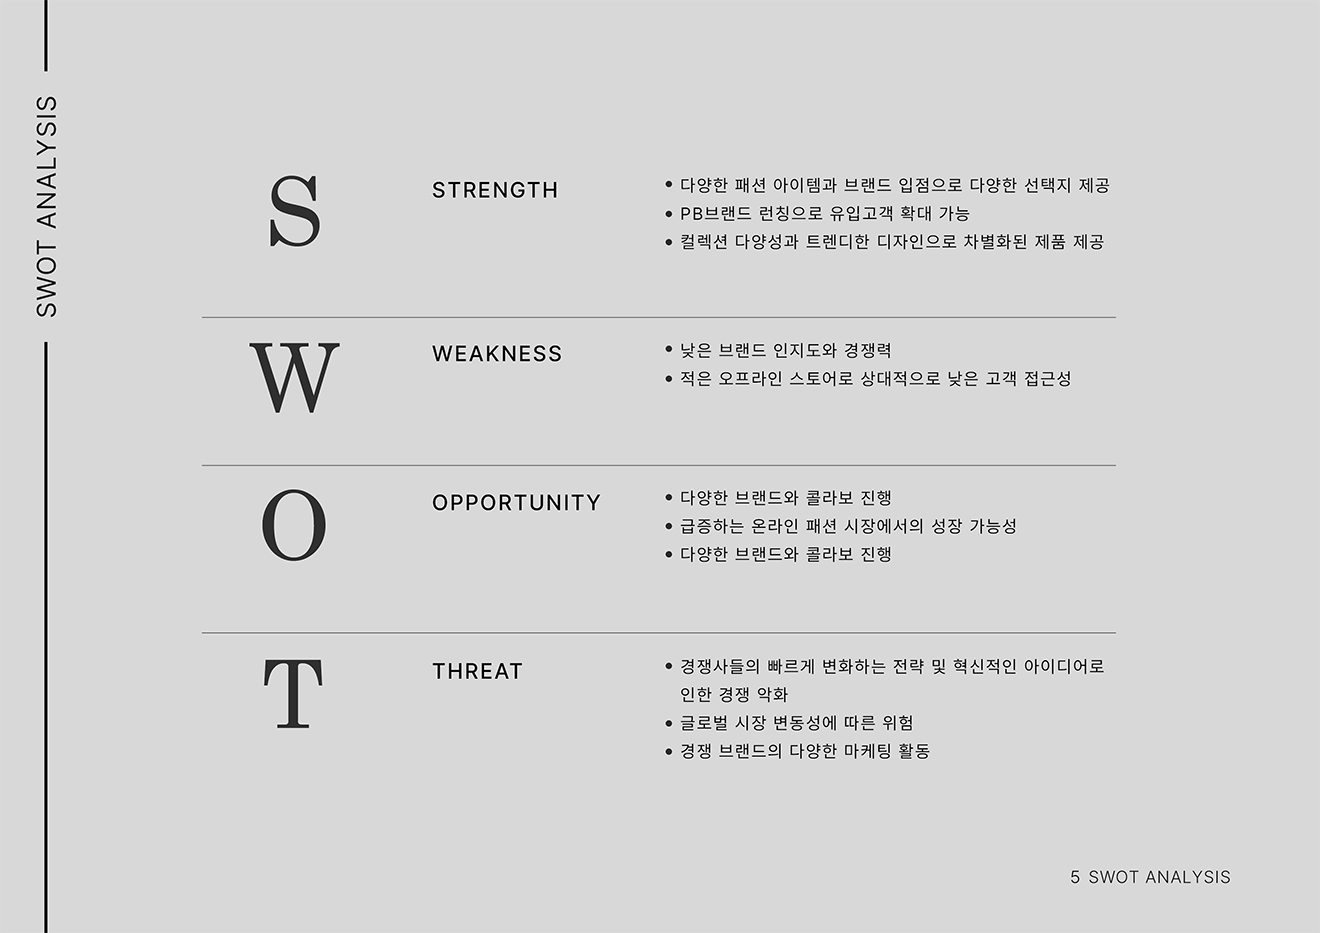 SWOT ANALYSIS
S
STRENGTH
• 다양한 패션 아이템과 브랜드 입점으로 다양한 선택지 제공
• PB브랜드 런칭으로 유입고객 확대 가능
• 컬렉션 다양성과 트렌디한 디자인으로 차별화된 제품 제공
W
WEAKNESS
• 낮은 브랜드 인지도와 경쟁력
• 적은 오프라인 스토어로 상대적으로 낮은 고객 접근성
O
OPPORTUNITY
• 다양한 브랜드와 콜라보 진행
• 급증하는 온라인 패션 시장에서의 성장 가능성
• 다양한 브랜드와 콜라보 진행
T
THREAT
• 경쟁사들의 빠르게 변화하는 전략 및 혁신적인 아이디어로
인한 경쟁 악화
• 글로벌 시장 변동성에 따른 위험
• 경쟁 브랜드의 다양한 마케팅 활동
5 SWOT ANALYSIS